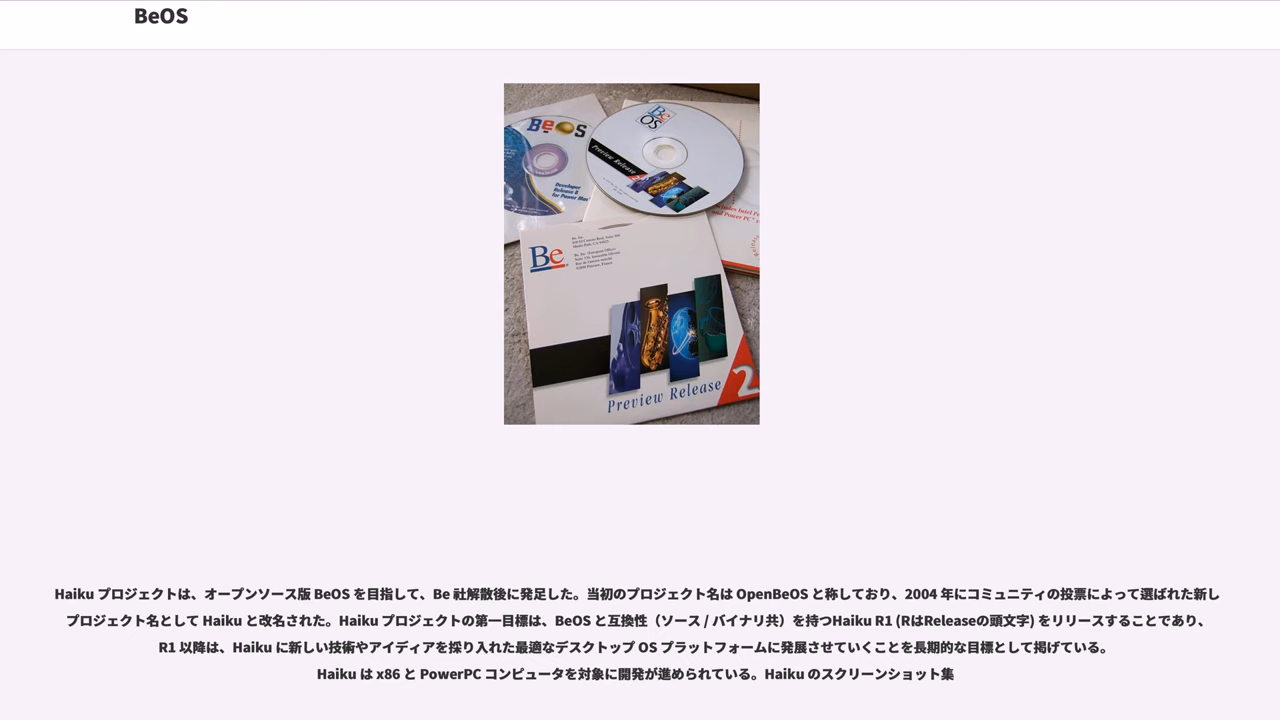 BeOS
BeOS
Developer
Release 8
for Power Mac
Be
OS
Preview Release
2
Be
Preview Release
2
Haiku プロジェクトは、オープンソース版 BeOS を目指して、Be 社解散後に発足した。当初のプロジェクト名は OpenBeOS と称しており、2004 年にコミュニティの投票によって選ばれた新し
プロジェクト名として Haiku と改名された。Haiku プロジェクトの第一目標は、BeOS と互換性（ソース / バイナリ共）を持つHaiku R1 (RはReleaseの頭文字) をリリースすることであり、
R1 以降は、Haiku に新しい技術やアイディアを採り入れた最適なデスクトップ OS プラットフォームに発展させていくことを長期的な目標として掲げている。
Haiku は x86 と PowerPC コンピュータを対象に開発が進められている。Haiku のスクリーンショット集